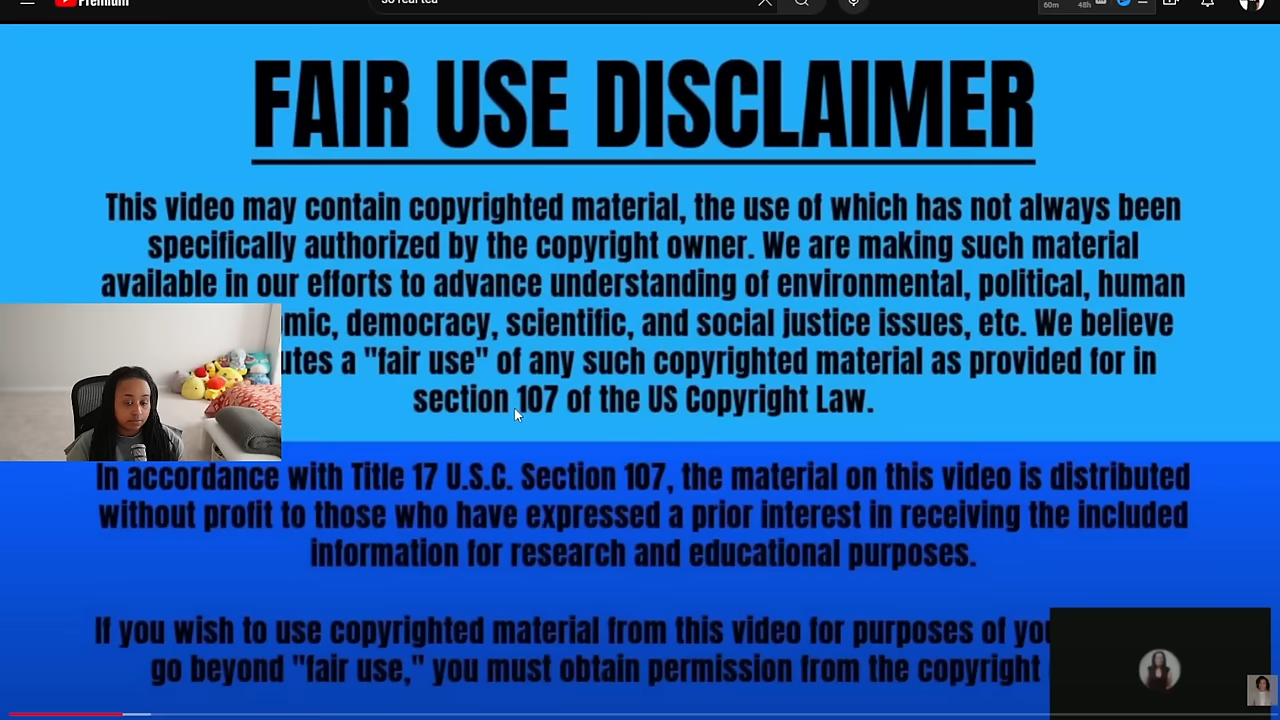 Premium
60m 48h
FAIR USE DISCLAIMER
This video may contain copyrighted material, the use of which has not always been
specifically authorized by the copyright owner. We are making such material
available in our efforts to advance understanding of environmental, political, human
mic, democracy, scientific, and social justice issues, etc. We believe
utes a "fair use" of any such copyrighted material as provided for in
section 107 of the US Copyright Law.
In accordance with Title 17 U.S.C. Section 107, the material on this video is distributed
without profit to those who have expressed a prior interest in receiving the included
information for research and educational purposes.
If you wish to use copyrighted material from this video for purposes of you
go beyond "fair use," you must obtain permission from the copyright